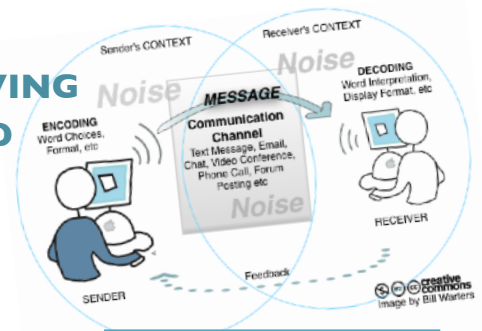 Sender's CONTEXT
Receiver's CONTEXT
Noise
Noise
VING
ENCODING
Word Choices,
Format, etc
MESSAGE
Communication
Channel
Text Message, Email,
Chat, Video Conference,
Phone Call, Forum
Posting etc
Noise
DECODING
Word Interpretation,
Display Format, etc
RECEIVER
SENDER
Feedback
creative
commons
Image by Bill Warters